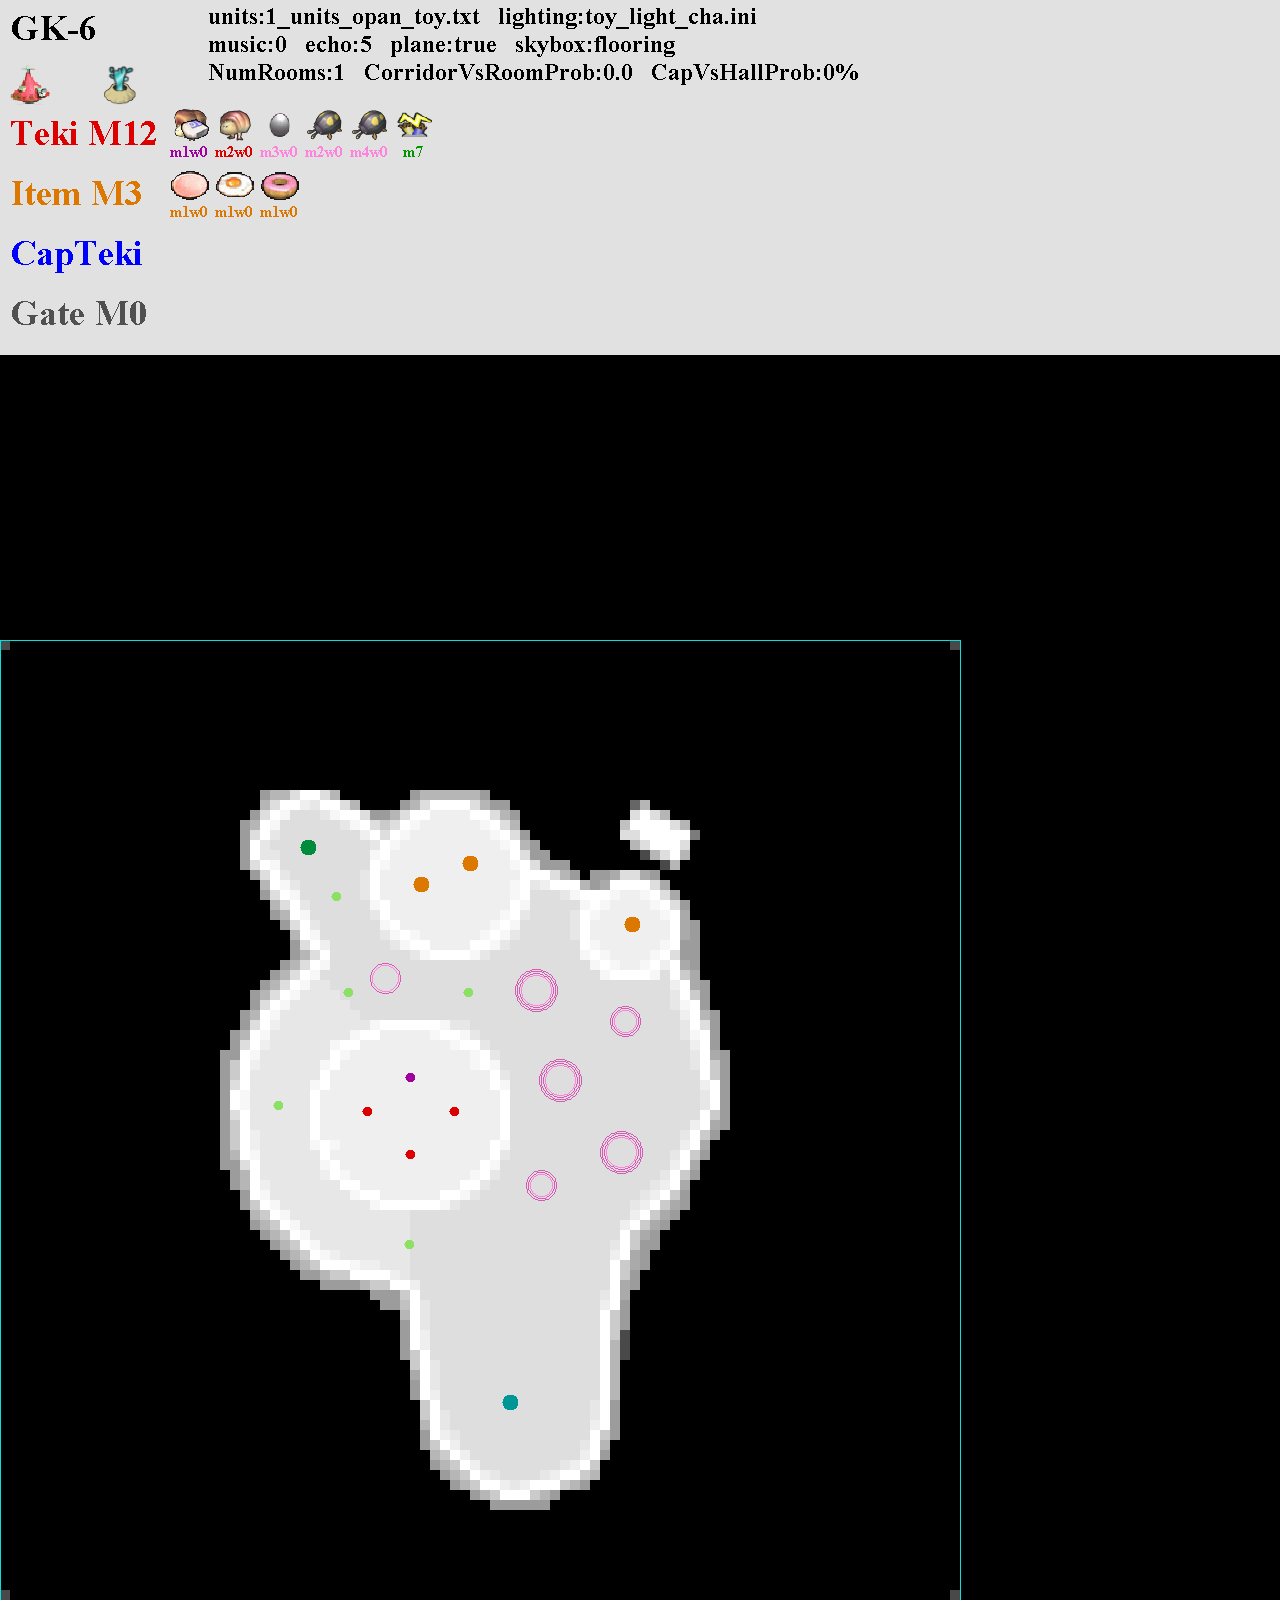 GK-6
units:1_units_opan_toy.txt lighting:toy_light_cha.ini
music:0 echo:5 plane:true skybox:flooring
NumRooms:1 CorridorVsRoomProb:0.0 CapVsHallProb:0%
Teki M12
m1w0 m2w0 m3w0 m2w0 m4w0 m7
Item M3
m1w0 m1w0 m1w0
CapTeki
Gate M0